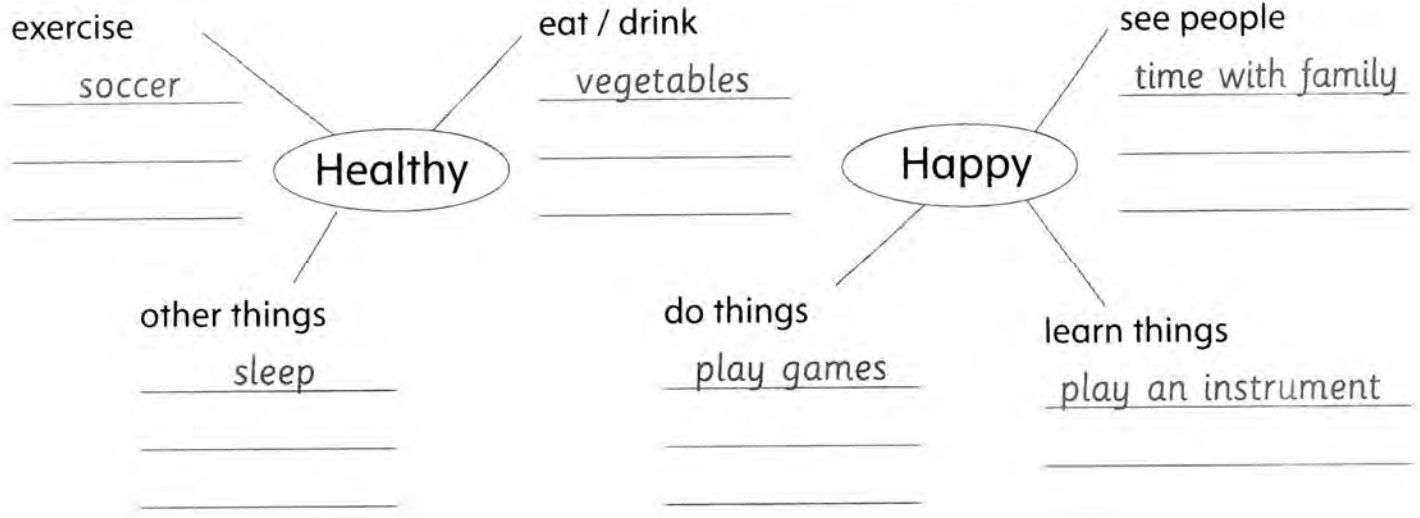 exercise
soccer
eat / drink
vegetables
Healthy
other things
sleep
see people
time with family
Happy
do things
play games
learn things
play an instrument